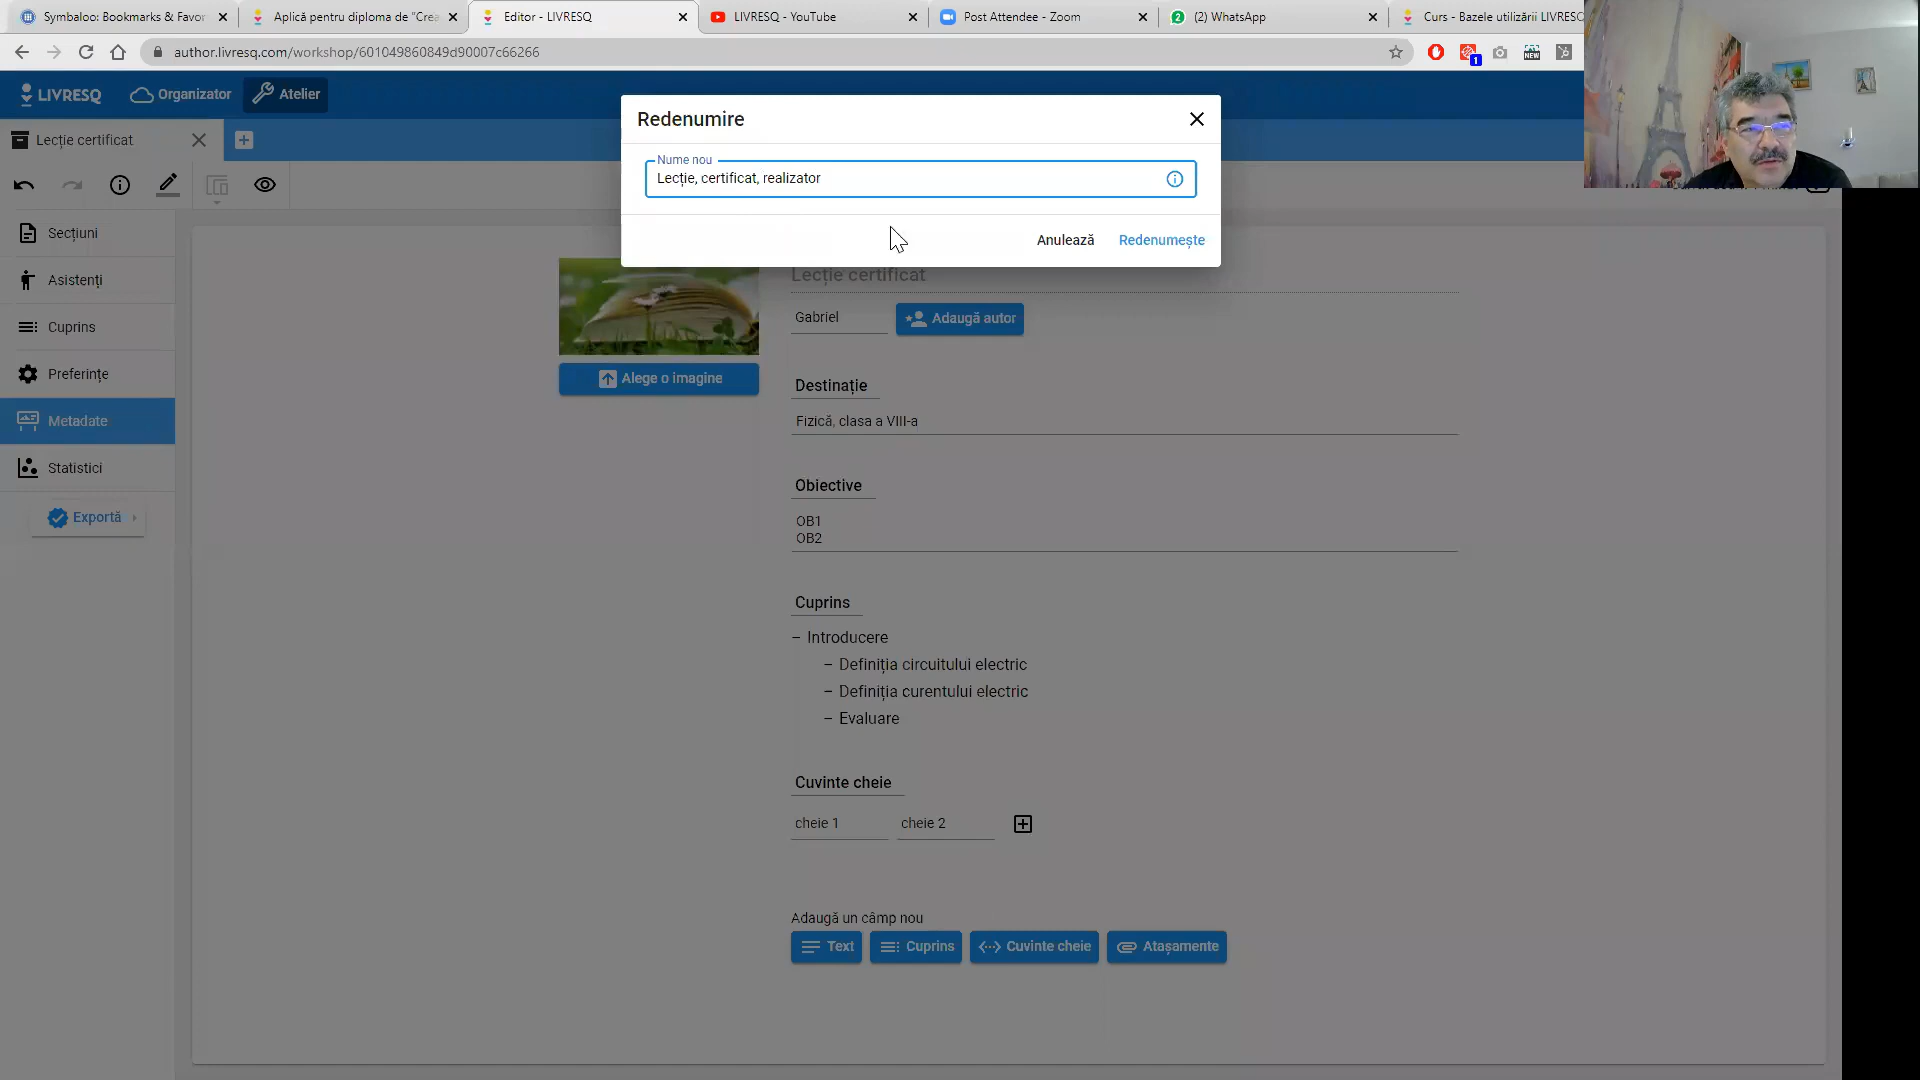 Symbaloo: Bookmarks & Favor
Aplică pentru diploma de "Crea
Editor - LIVRESQ
LIVRESQ - YouTube
Post Attendee - Zoom
(2) WhatsApp
Curs - Bazele utilizării LIVRESC
author.livresq.com/workshop/601049860849d90007c66266
1
NEW
LIVRESQ
Organizator
Atelier
Lecție certificat
Redenumire
Nume nou
Lecție, certificat, realizator
Anulează
Redenumește
Secțiuni
Asistenți
Cuprins
Preferințe
Metadate
Statistici
Exportă
Alege o imagine
Lecție certificat
Gabriel
Adaugă autor
Destinație
Fizică, clasa a VIII-a
Obiective
OB1
OB2
Cuprins
– Introducere
– Definiția circuitului electric
– Definiția curentului electric
– Evaluare
Cuvinte cheie
cheie 1
cheie 2
Adaugă un câmp nou
Text
Cuprins
Cuvinte cheie
Atașamente